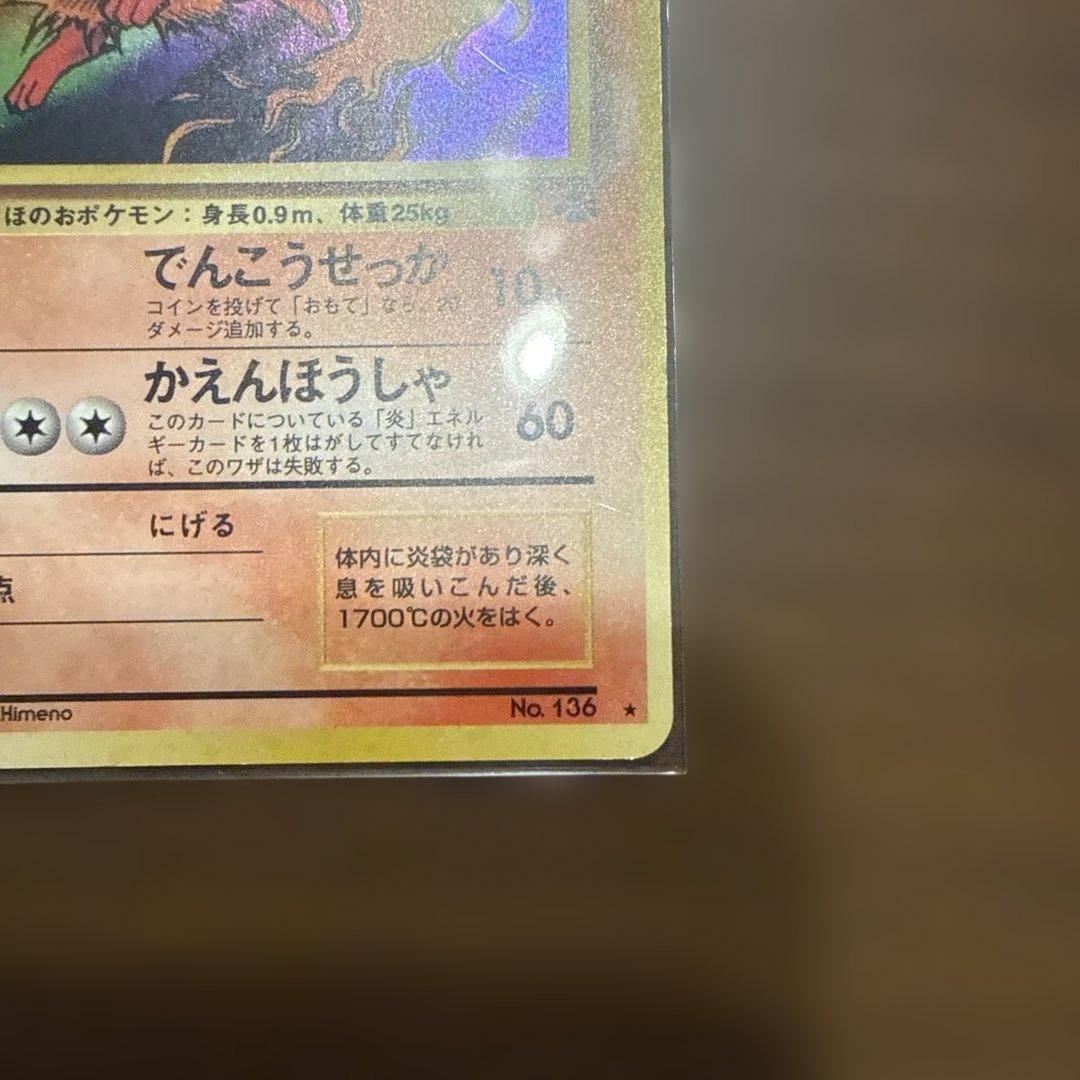 ほのおポケモン：身長0.9m、体重25kg
でんこうせっか 10
コインを投げて「おもて」なら、20
ダメージ追加する。
かえんほうしゃ 60
このカードについている「炎」エネル
ギーカードを1枚はがしてすてなけれ
ば、このワザは失敗する。
にげる
点
体内に炎袋があり深く
息を吸いこんだ後、
1700℃の火をはく。
Himeno
No. 136 ★